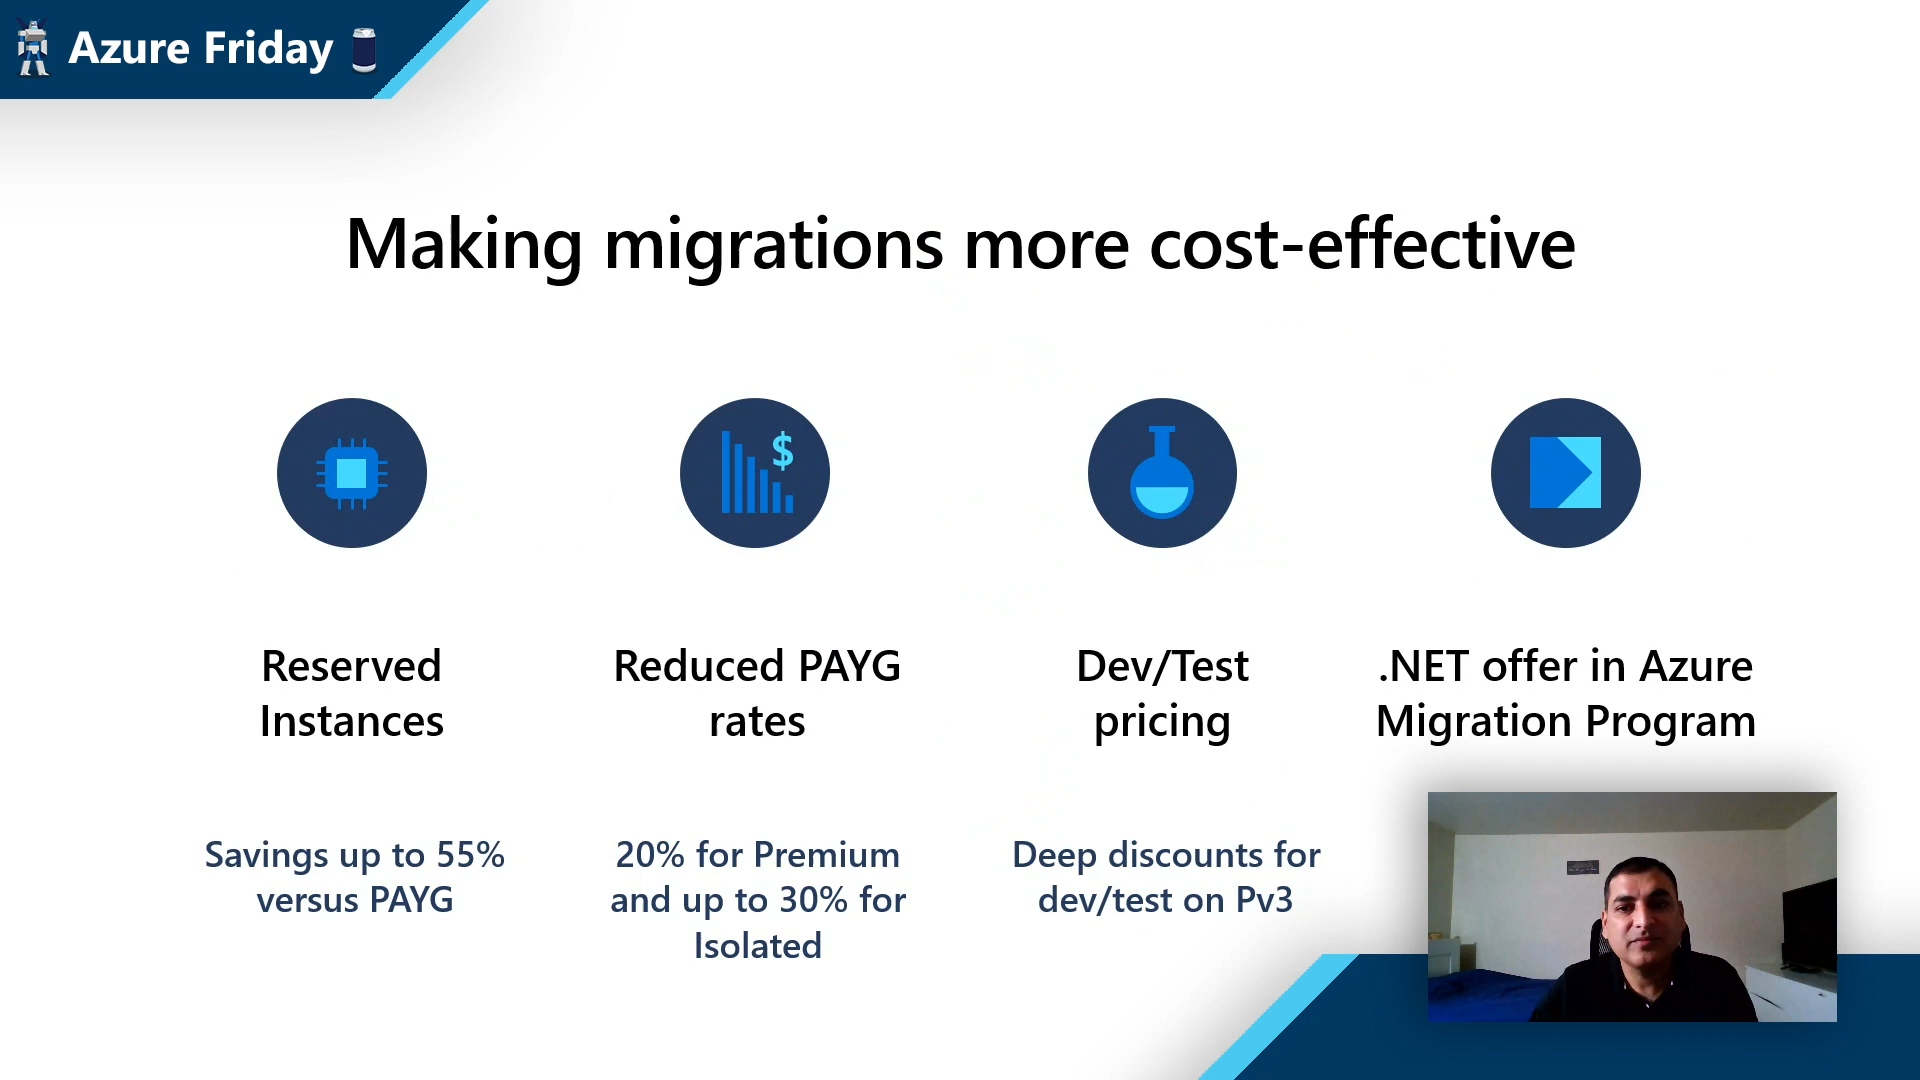 Azure Friday
Making migrations more cost-effective
$
Reserved
Instances
Savings up to 55%
versus PAYG
Reduced PAYG
rates
20% for Premium
and up to 30% for
Isolated
Dev/Test
pricing
Deep discounts for
dev/test on Pv3
.NET offer in Azure
Migration Program